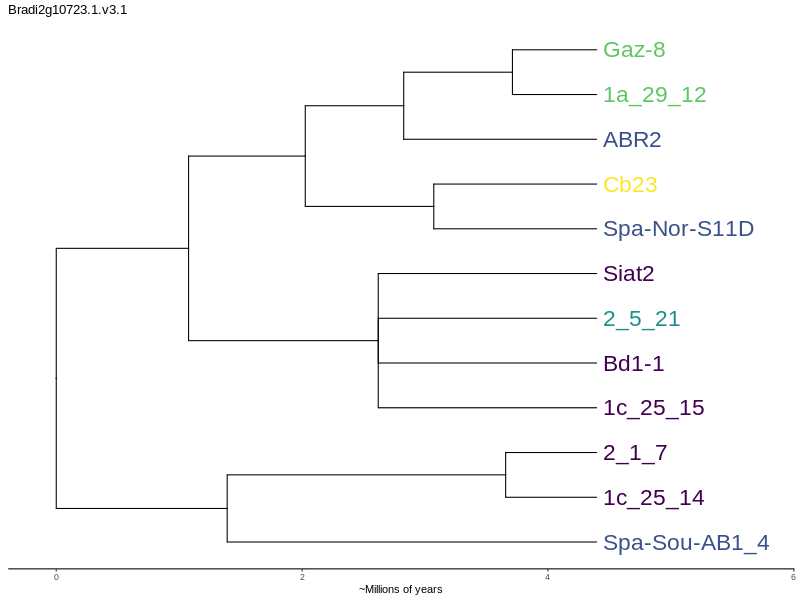 Bradi2g10723.1.v3.1
Gaz-8
1a_29_12
ABR2
Cb23
Spa-Nor-S11D
Siat2
2_5_21
Bd1-1
1c_25_15
2_1_7
1c_25_14
Spa-Sou-AB1_4
0 2 4 6
~Millions of years